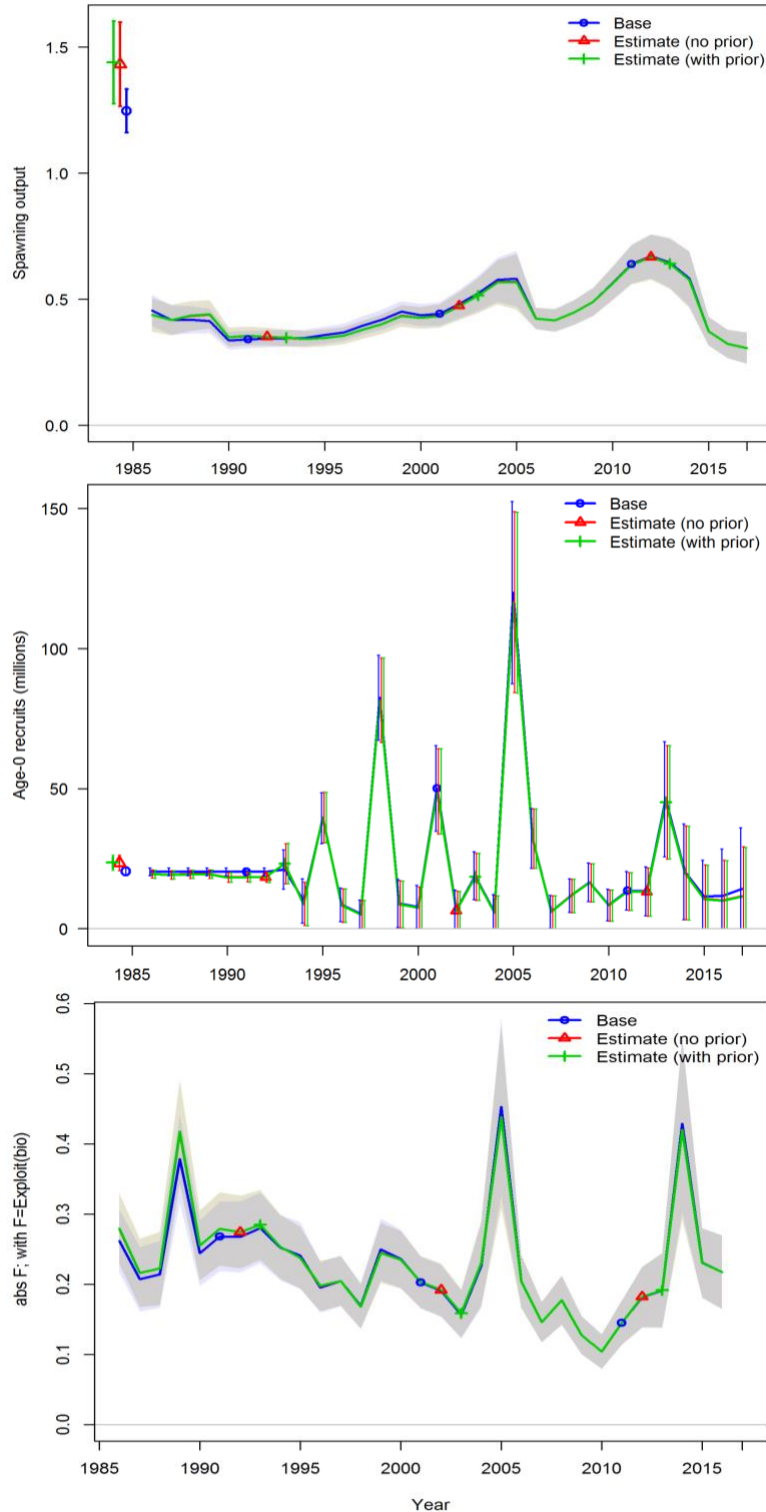 Base
Estimate (no prior)
Estimate (with prior)
Spawning output
1.5
1.0
0.5
0.0
1985 1990 1995 2000 2005 2010 2015
Base
Estimate (no prior)
Estimate (with prior)
Age-0 recruits (millions)
150
100
50
0
1985 1990 1995 2000 2005 2010 2015
Base
Estimate (no prior)
Estimate (with prior)
abs F; with F=Exploit(bio)
0.6
0.5
0.4
0.3
0.2
0.1
0.0
1985 1990 1995 2000 2005 2010 2015
Year